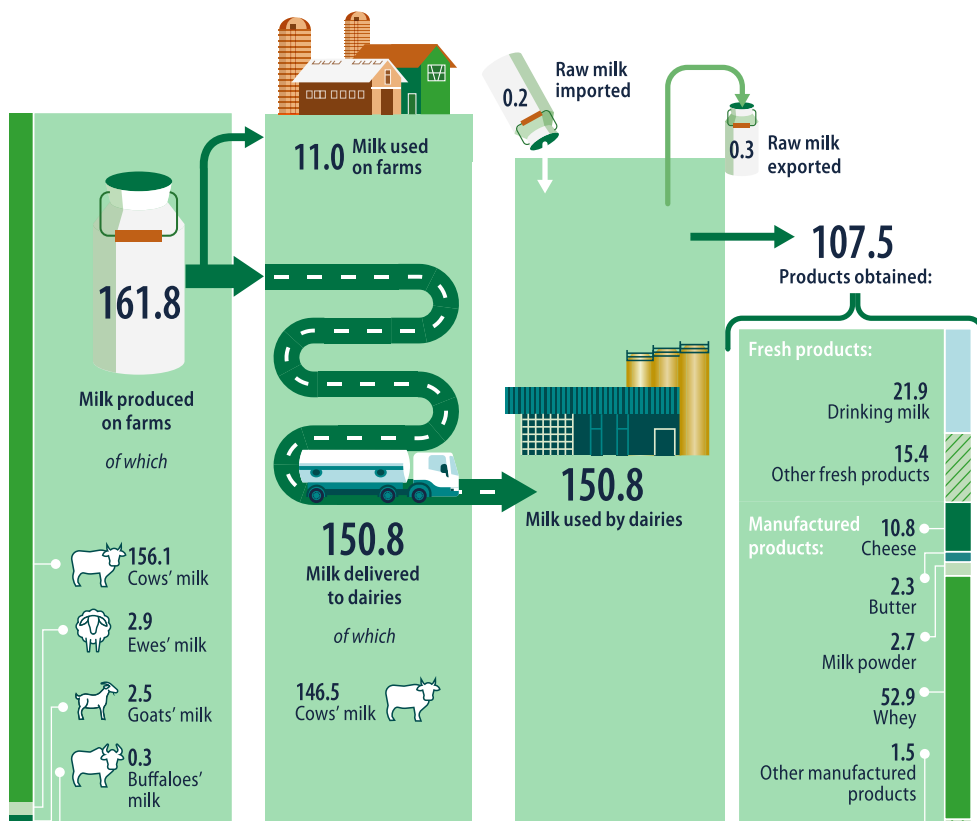 161.8
Milk produced
on farms
of which
156.1
Cows' milk
2.9
Ewes' milk
2.5
Goats' milk
0.3
Buffaloes'
milk
11.0 Milk used
on farms
150.8
Milk delivered
to dairies
of which
146.5
Cows' milk
0.2
Raw milk
imported
0.3
Raw milk
exported
150.8
Milk used by dairies
107.5
Products obtained:
Fresh products:
21.9
Drinking milk
15.4
Other fresh products
Manufactured
products:
10.8
Cheese
2.3
Butter
2.7
Milk powder
52.9
Whey
1.5
Other manufactured
products